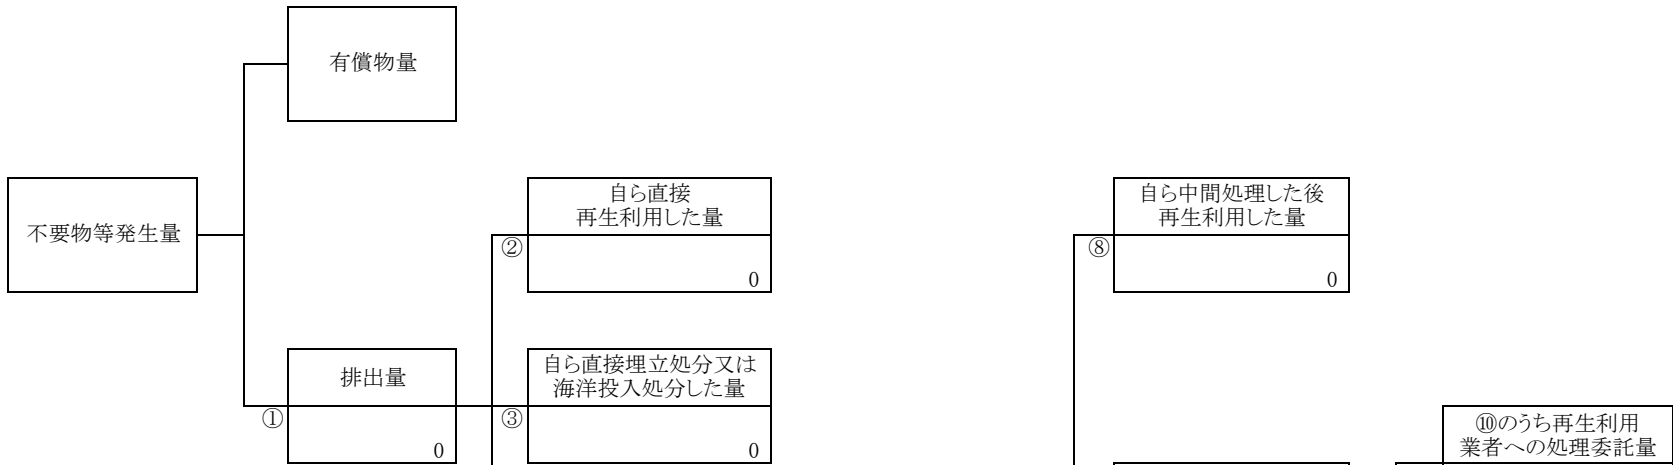 有償物量
不要物等発生量
自ら直接
再生利用した量
②
0
自ら中間処理した後
再生利用した量
⑧
0
排出量
①
0
自ら直接埋立処分又は
海洋投入処分した量
③
0
⑩のうち再生利用
業者への処理委託量